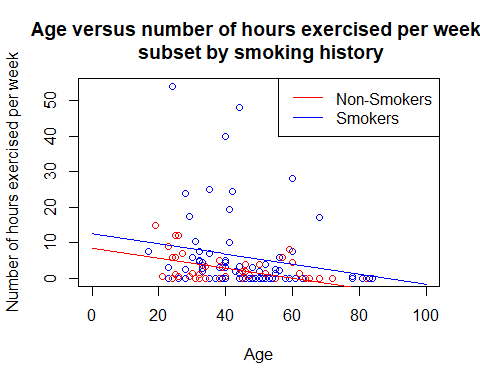 Age versus number of hours exercised per week
subset by smoking history
Number of hours exercised per week
50
40
30
20
10
0
Non-Smokers
Smokers
0 20 40 60 80 100
Age